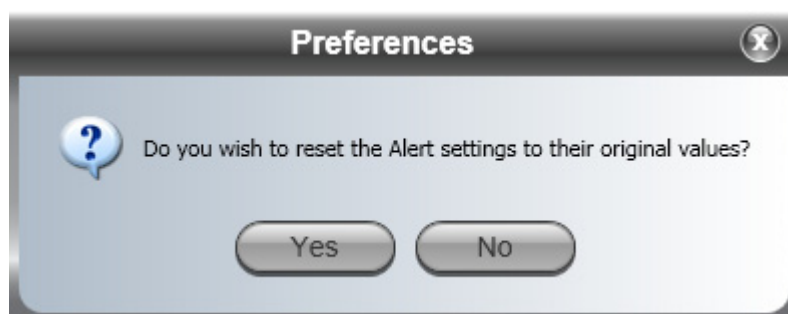 Preferences
Do you wish to reset the Alert settings to their original values?
Yes No